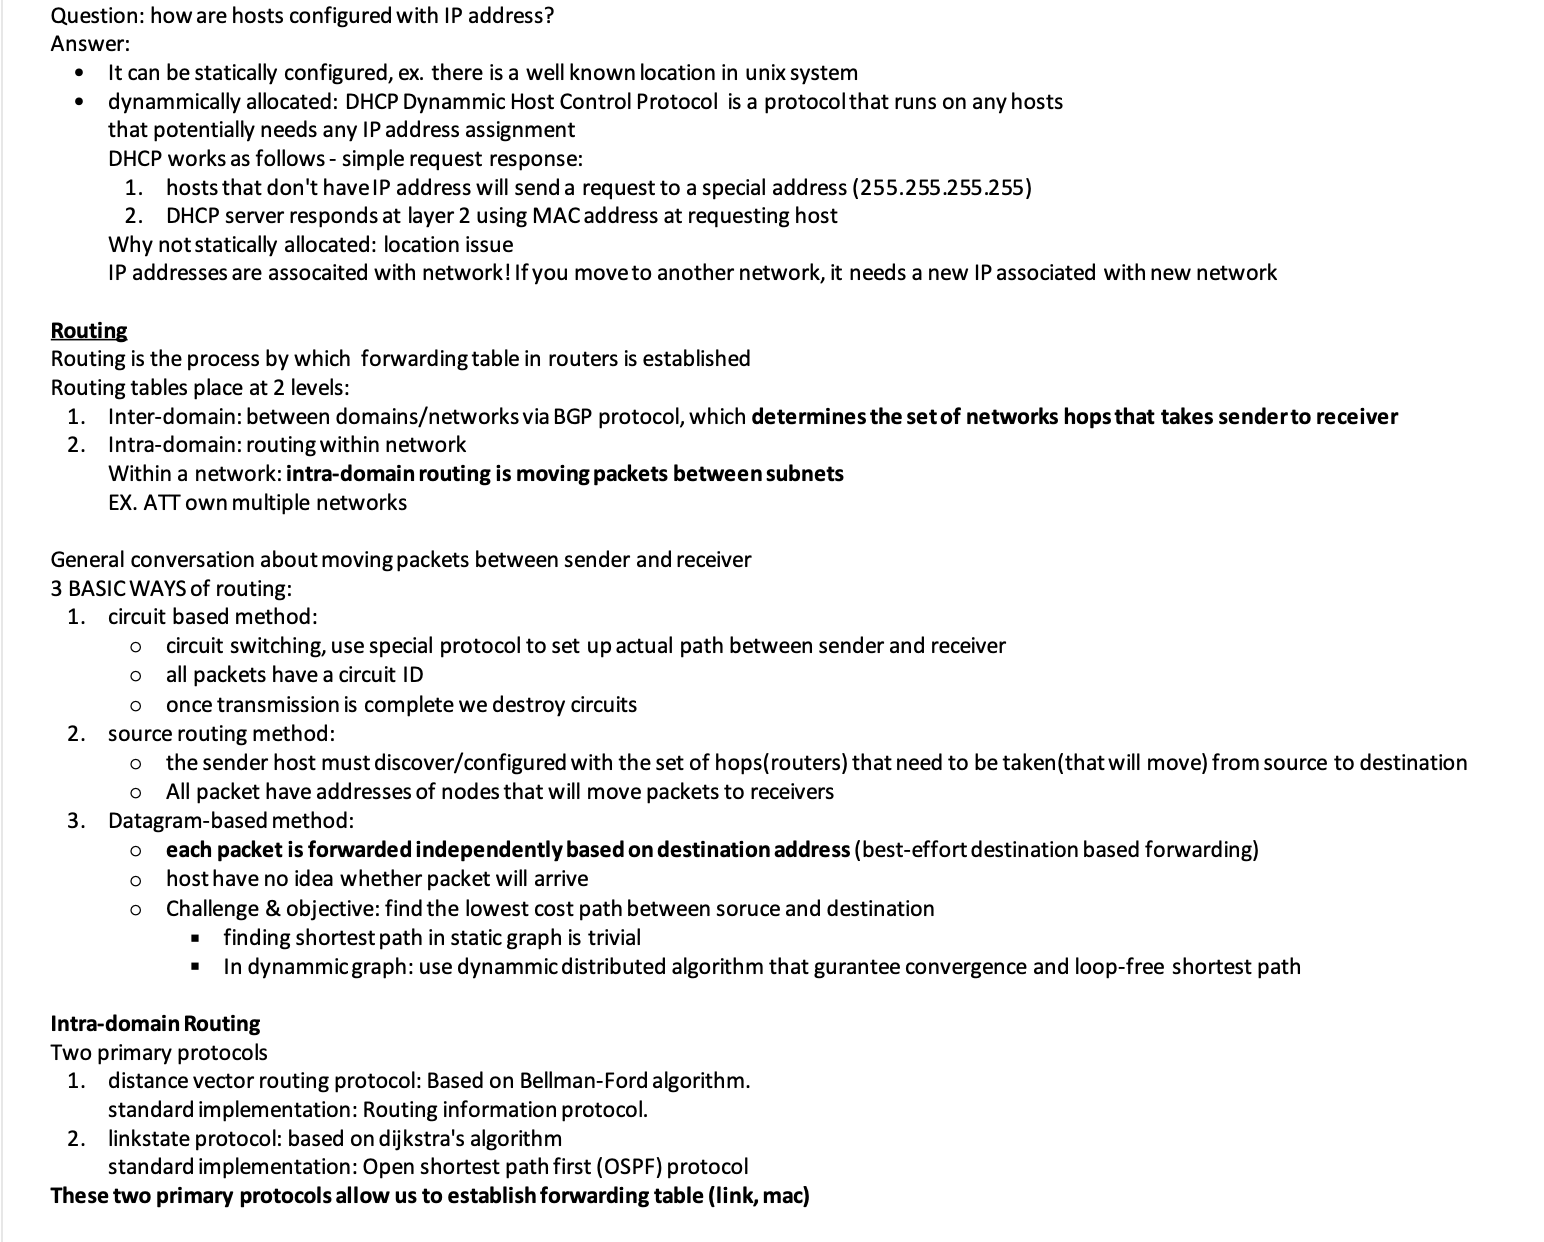 Question: how are hosts configured with IP address?
Answer:
• It can be statically configured, ex. there is a well known location in unix system
• dynammically allocated: DHCP Dynammic Host Control Protocol is a protocol that runs on any hosts
that potentially needs any IP address assignment
DHCP works as follows - simple request response:
1. hosts that don't have IP address will send a request to a special address (255.255.255.255)
2. DHCP server responds at layer 2 using MAC address at requesting host
Why not statically allocated: location issue
IP addresses are assocaited with network! If you move to another network, it needs a new IP associated with new network
Routing
Routing is the process by which forwarding table in routers is established
Routing tables place at 2 levels:
1. Inter-domain: between domains/networks via BGP protocol, which determines the set of networks hops that takes sender to receiver
2. Intra-domain: routing within network
Within a network: intra-domain routing is moving packets between subnets
EX. ATT own multiple networks
General conversation about moving packets between sender and receiver
3 BASIC WAYS of routing:
1. circuit based method:
○ circuit switching, use special protocol to set up actual path between sender and receiver
○ all packets have a circuit ID
○ once transmission is complete we destroy circuits
2. source routing method:
○ the sender host must discover/configured with the set of hops(routers) that need to be taken(that will move) from source to destination
○ All packet have addresses of nodes that will move packets to receivers
3. Datagram-based method:
○ each packet is forwarded independently based on destination address (best-effort destination based forwarding)
○ host have no idea whether packet will arrive
○ Challenge & objective: find the lowest cost path between soruce and destination
▪ finding shortest path in static graph is trivial
▪ In dynammic graph: use dynammic distributed algorithm that gurantee convergence and loop-free shortest path
Intra-domain Routing
Two primary protocols
1. distance vector routing protocol: Based on Bellman-Ford algorithm.
standard implementation: Routing information protocol.
2. linkstate protocol: based on dijkstra's algorithm
standard implementation: Open shortest path first (OSPF) protocol
These two primary protocols allow us to establish forwarding table (link, mac)